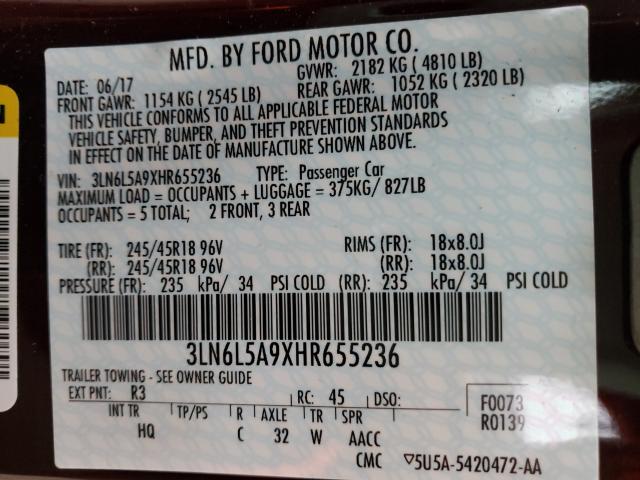 MFD. BY FORD MOTOR CO.
DATE: 06/17 GVWR: 2182 KG ( 4810 LB)
FRONT GAWR: 1154 KG ( 2545 LB) REAR GAWR: 1052 KG ( 2320 LB)
THIS VEHICLE CONFORMS TO ALL APPLICABLE FEDERAL MOTOR
VEHICLE SAFETY, BUMPER, AND THEFT PREVENTION STANDARDS
IN EFFECT ON THE DATE OF MANUFACTURE SHOWN ABOVE.
VIN: 3LN6L5A9XHR655236 TYPE: Passenger Car
MAXIMUM LOAD = OCCUPANTS + LUGGAGE = 375KG/ 827LB
OCCUPANTS = 5 TOTAL; 2 FRONT, 3 REAR
TIRE (FR): 245/45R18 96V RIMS (FR): 18x8.0J
(RR): 245/45R18 96V (RR): 18x8.0J
PRESSURE (FR): 235 kPa/ 34 PSI COLD (RR): 235 kPa/ 34 PSI COLD
3LN6L5A9XHR655236
TRAILER TOWING - SEE OWNER GUIDE
EXT PNT: R3 RC: 45 DSO: F0073
INT TR TP/PS R AXLE TR SPR R0139
HQ C 32 W AACC
CMC ▽5U5A-5420472-AA